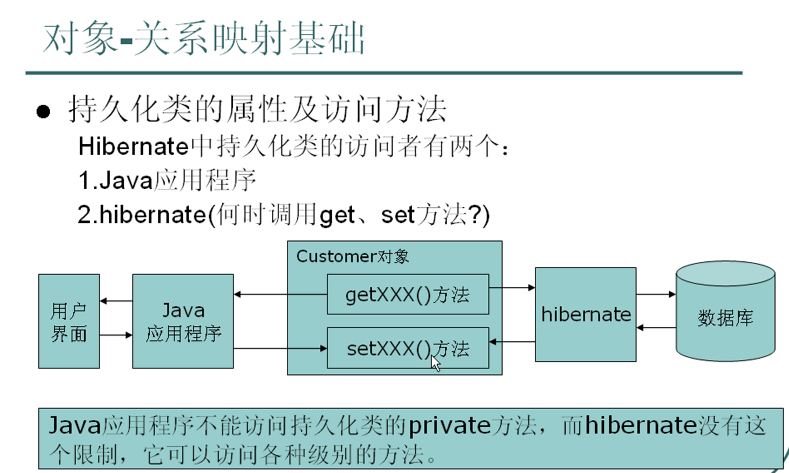 对象-关系映射基础
持久化类的属性及访问方法
Hibernate中持久化类的访问者有两个：
1.Java应用程序
2.hibernate(何时调用get、set方法?)
Customer对象
用户
界面
Java
应用程序
getXXX()方法
setXXX()方法
hibernate
数据库
Java应用程序不能访问持久化类的private方法，而hibernate没有这
个限制，它可以访问各种级别的方法。